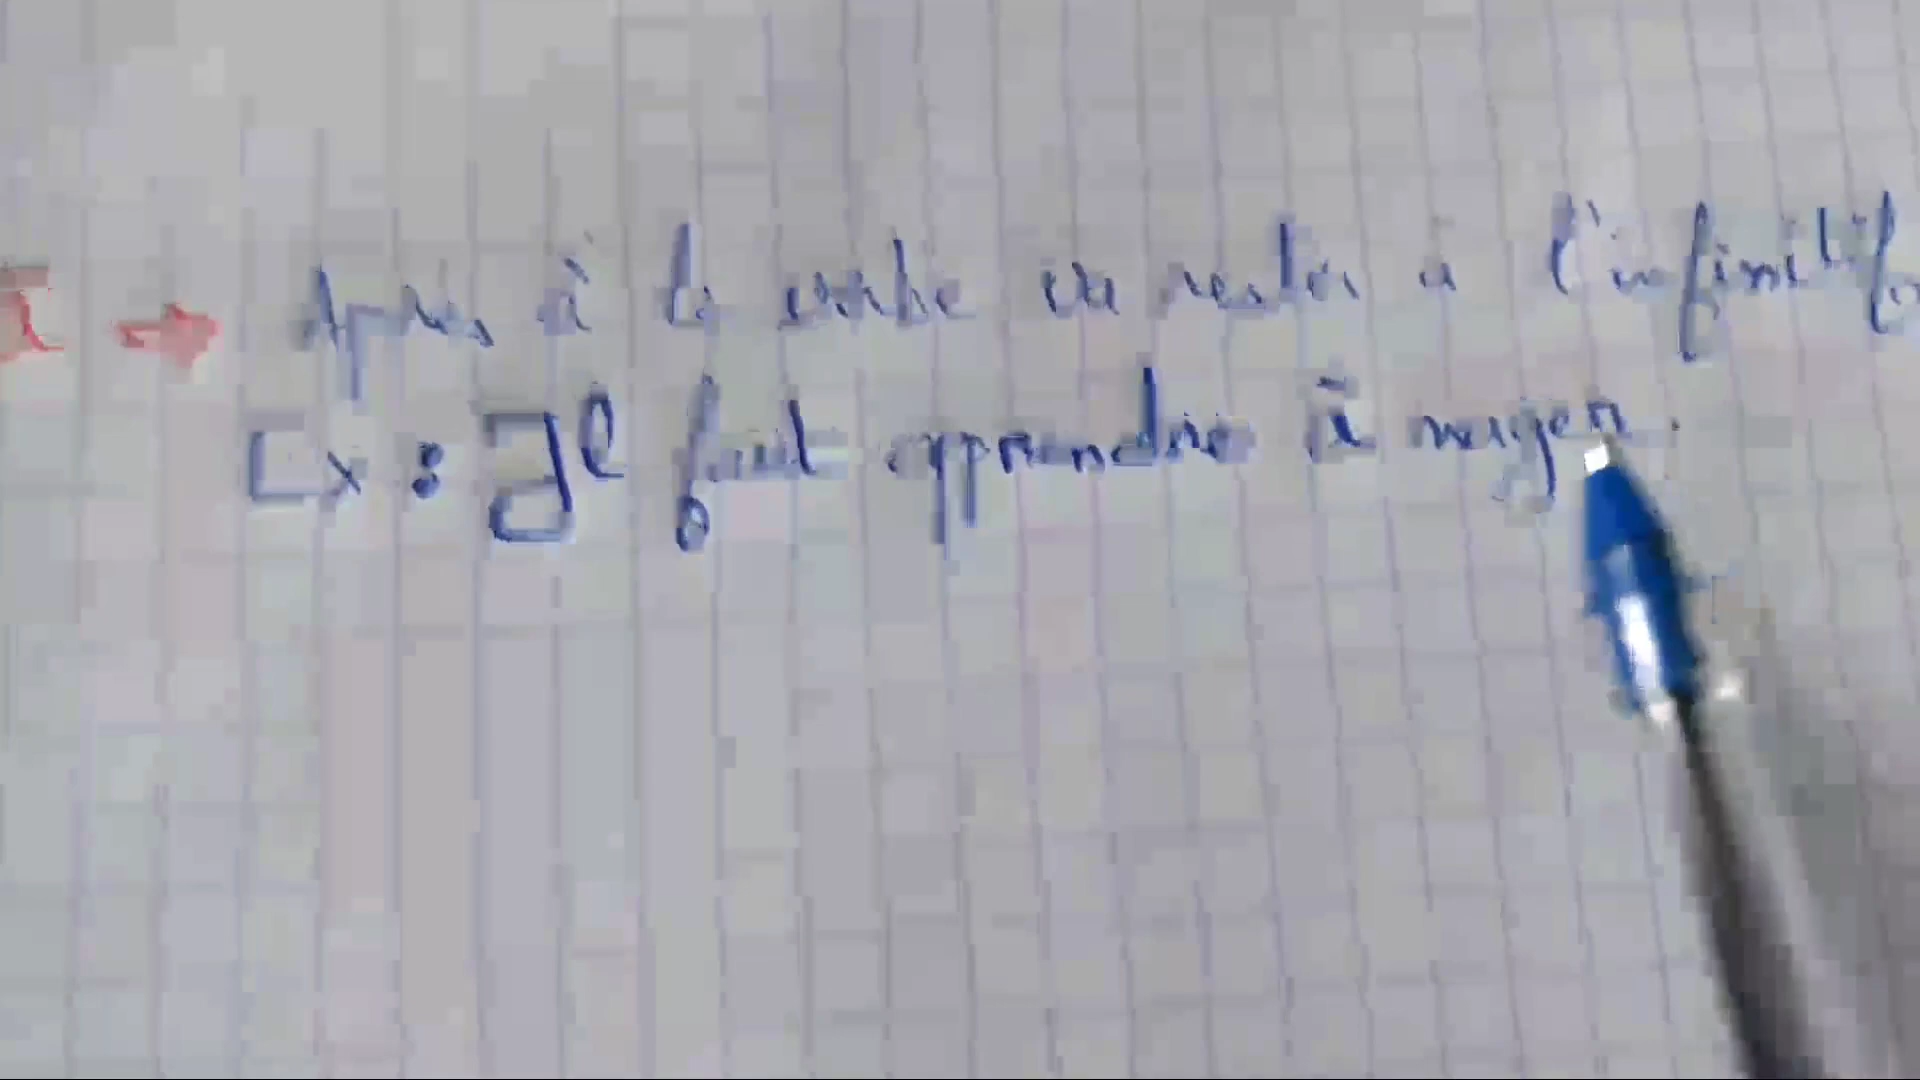 I → Après à le verbe va rester à l'infinitif
Ex : Il faut apprendre à nager.